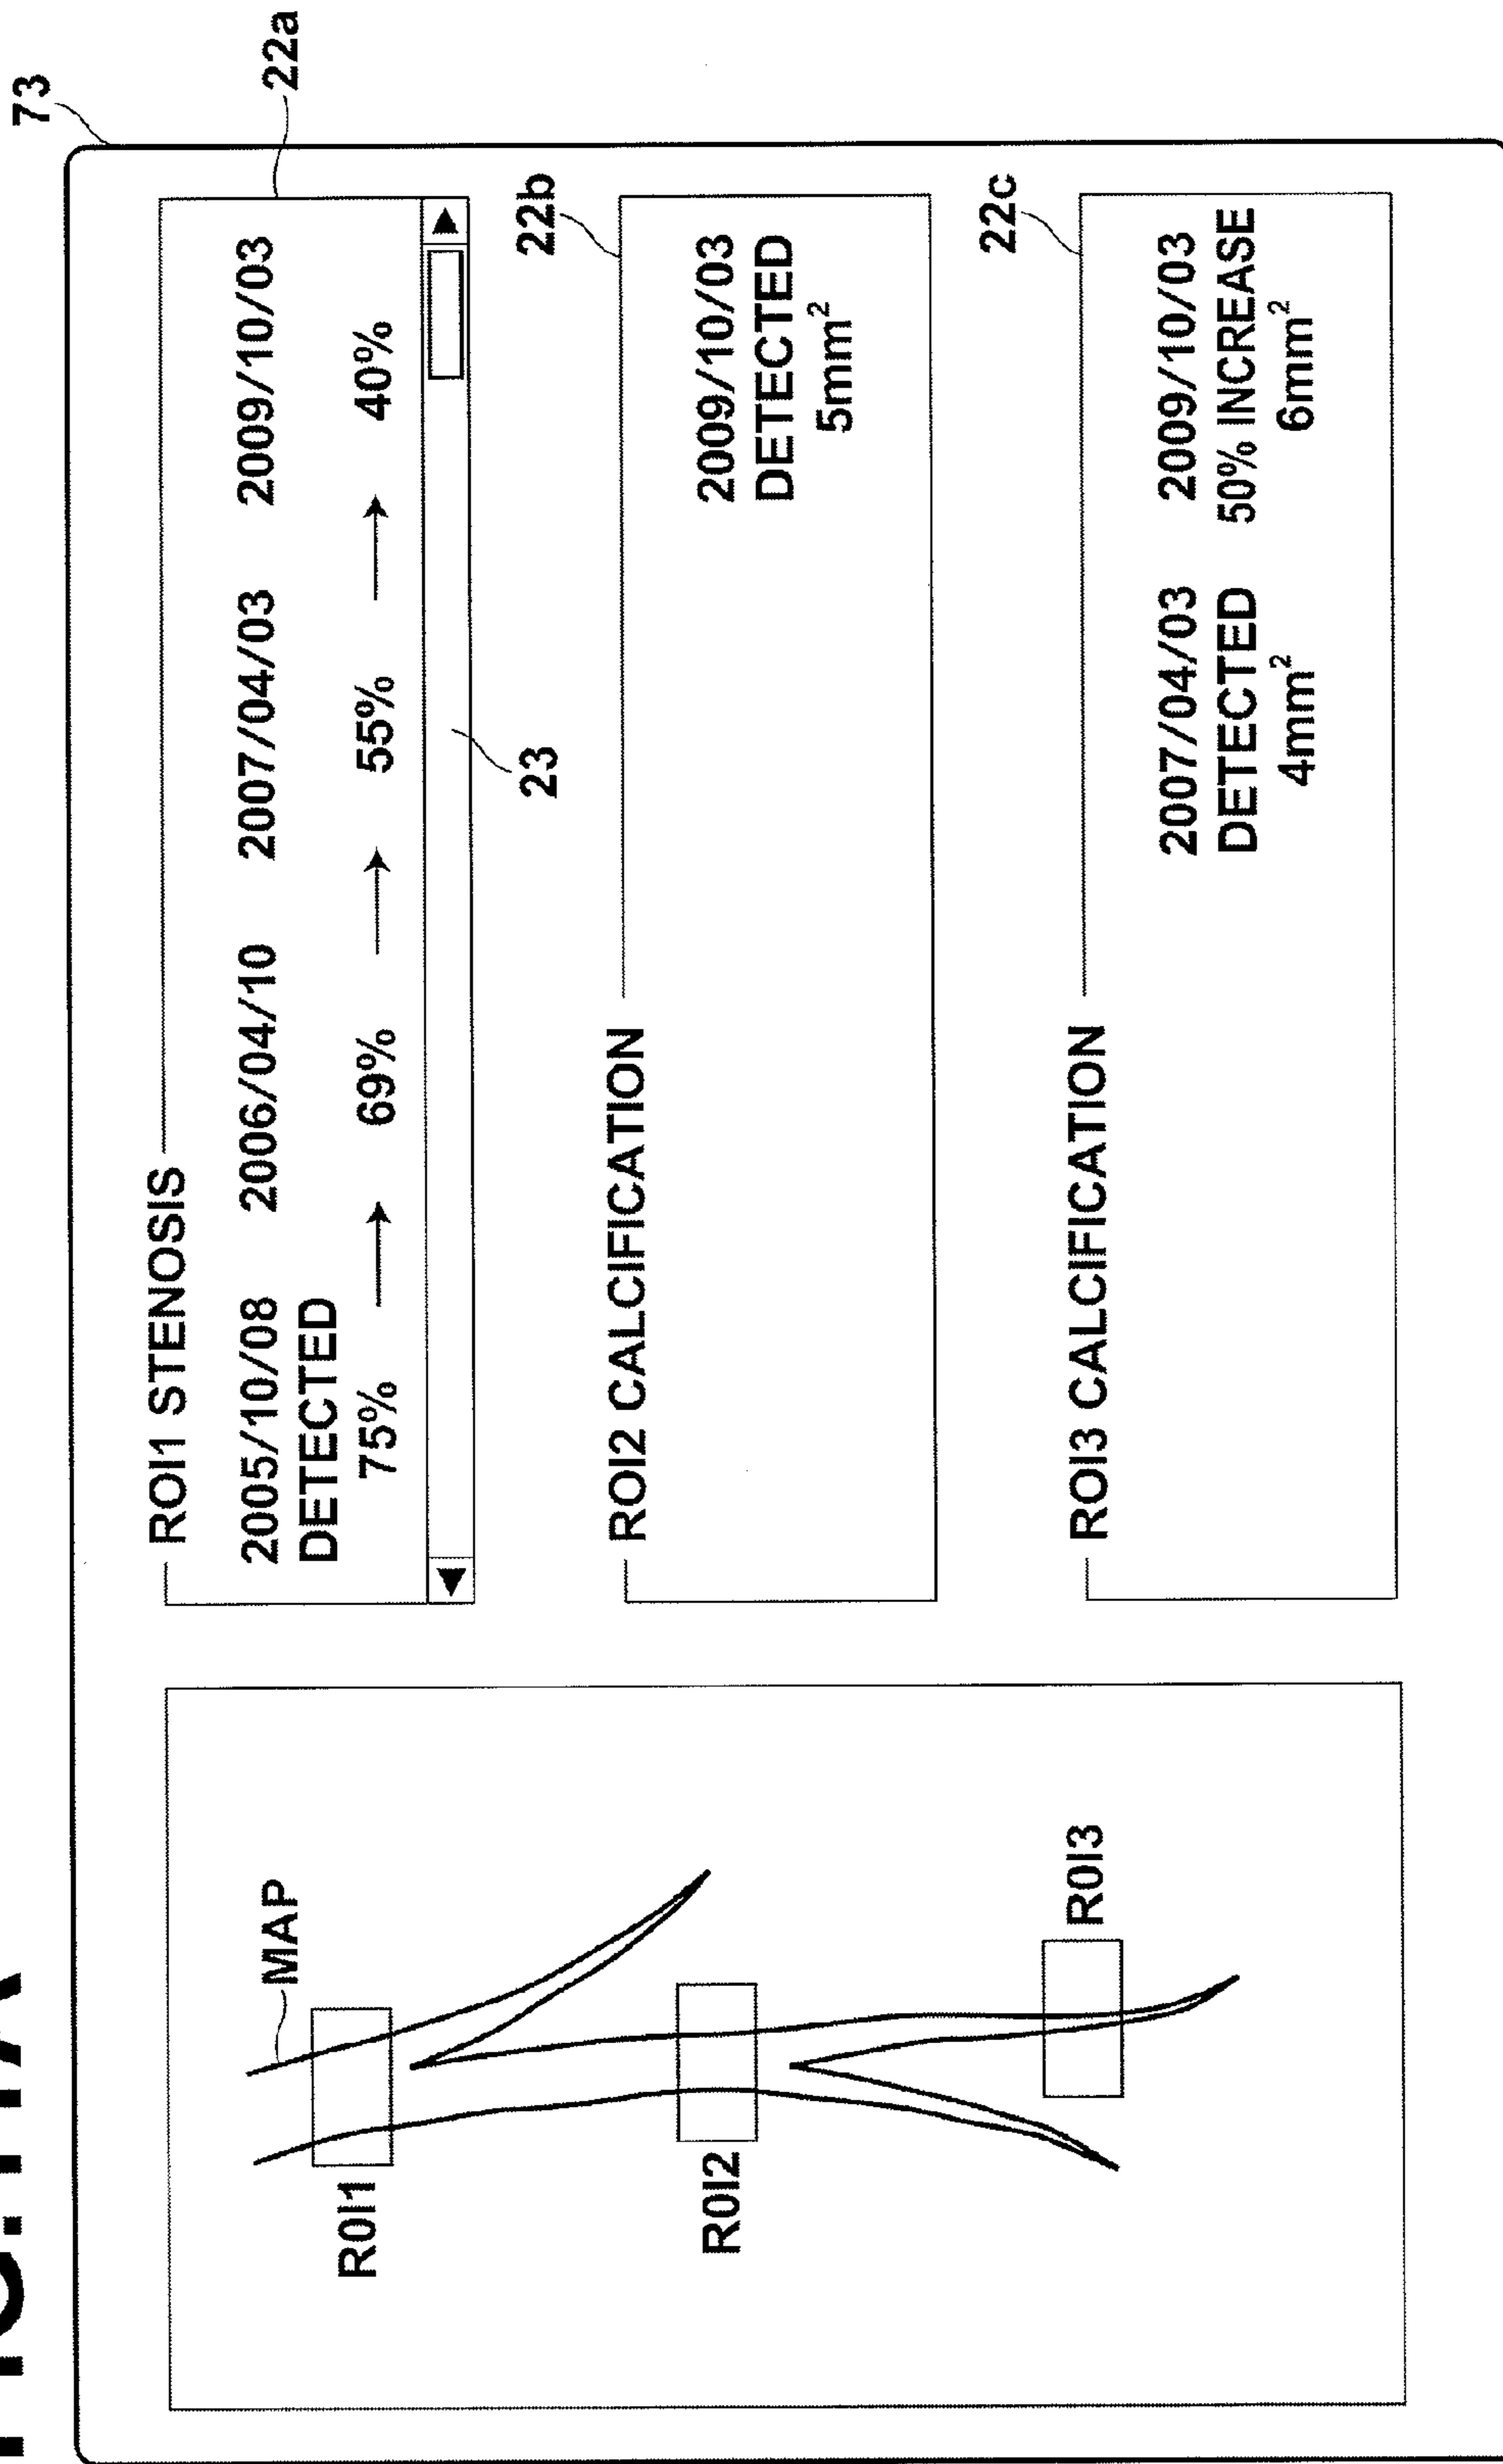 73
MAP
ROI1
ROI2
ROI3
ROI1 STENOSIS
22a
2005/10/08 2006/04/10 2007/04/03 2009/10/03
DETECTED
75% → 69% → 55% → 40%
23
22b
ROI2 CALCIFICATION
2009/10/03
DETECTED
5mm²
22c
ROI3 CALCIFICATION
2007/04/03 2009/10/03
DETECTED 50% INCREASE
4mm² 6mm²